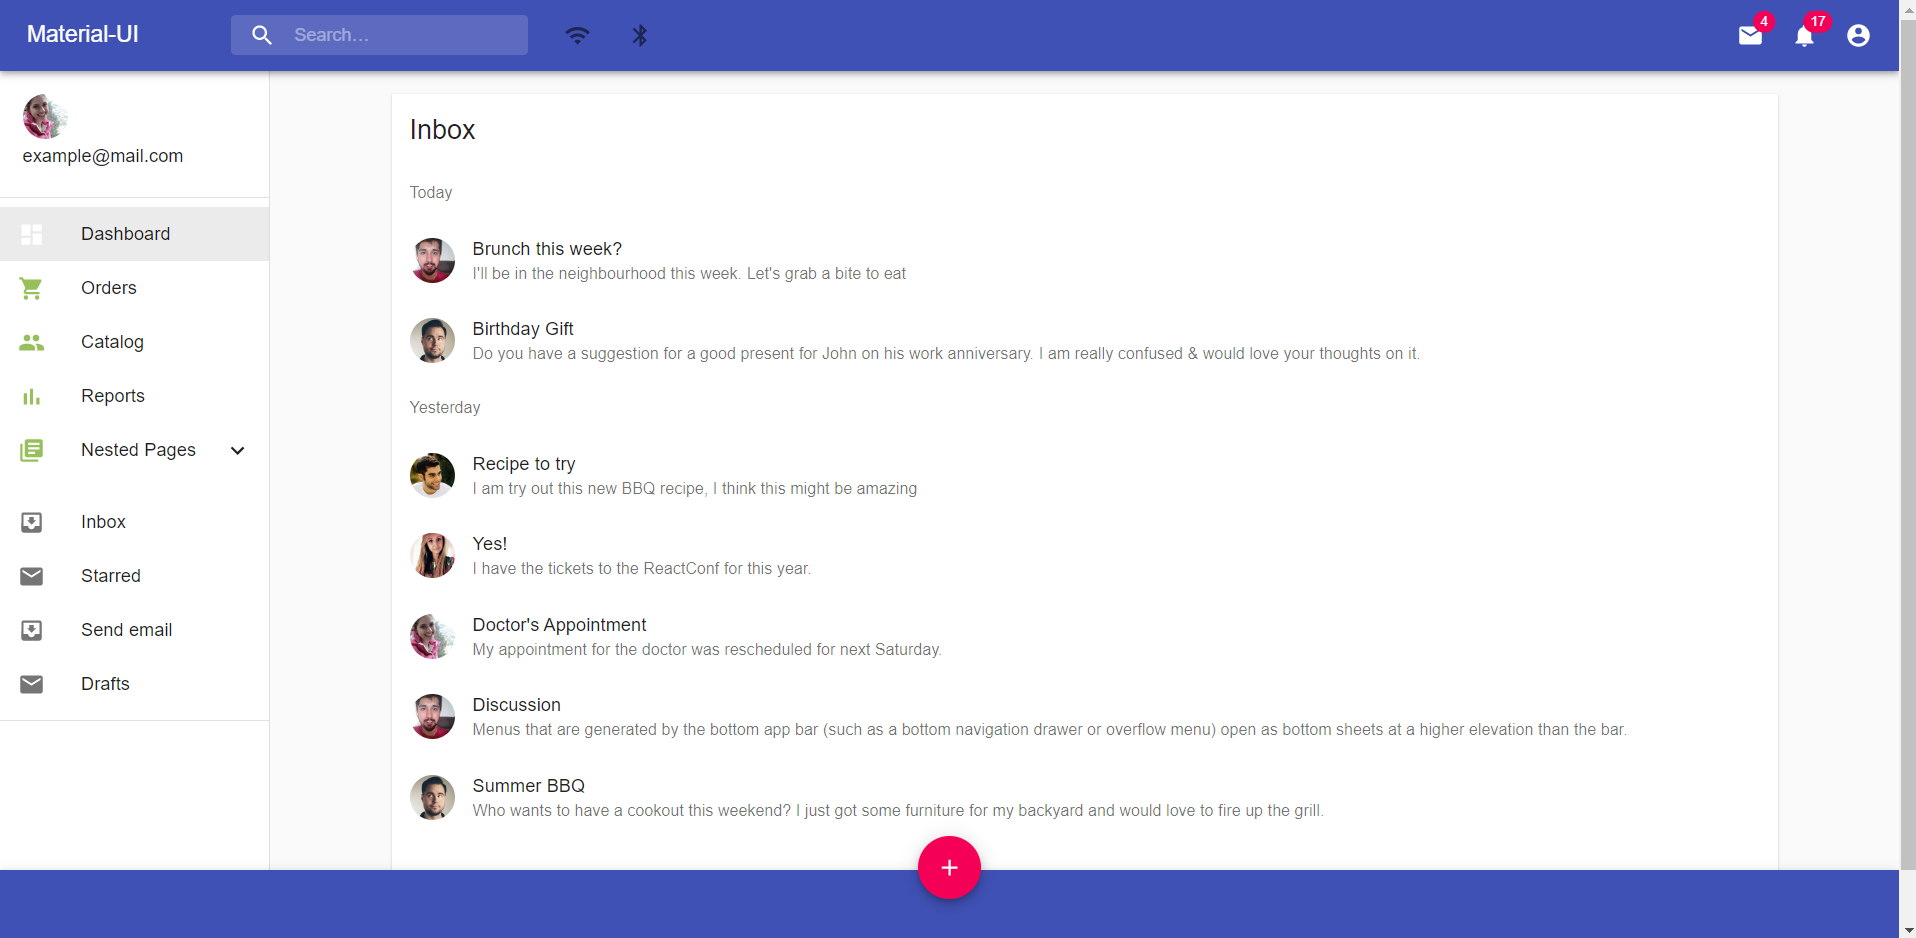 Material-UI
Search...
4
17
example@mail.com
Dashboard
Orders
Catalog
Reports
Nested Pages
Inbox
Starred
Send email
Drafts
Inbox
Today
Brunch this week?
I'll be in the neighbourhood this week. Let's grab a bite to eat
Birthday Gift
Do you have a suggestion for a good present for John on his work anniversary. I am really confused & would love your thoughts on it.
Yesterday
Recipe to try
I am try out this new BBQ recipe, I think this might be amazing
Yes!
I have the tickets to the ReactConf for this year.
Doctor's Appointment
My appointment for the doctor was rescheduled for next Saturday.
Discussion
Menus that are generated by the bottom app bar (such as a bottom navigation drawer or overflow menu) open as bottom sheets at a higher elevation than the bar.
Summer BBQ
Who wants to have a cookout this weekend? I just got some furniture for my backyard and would love to fire up the grill.